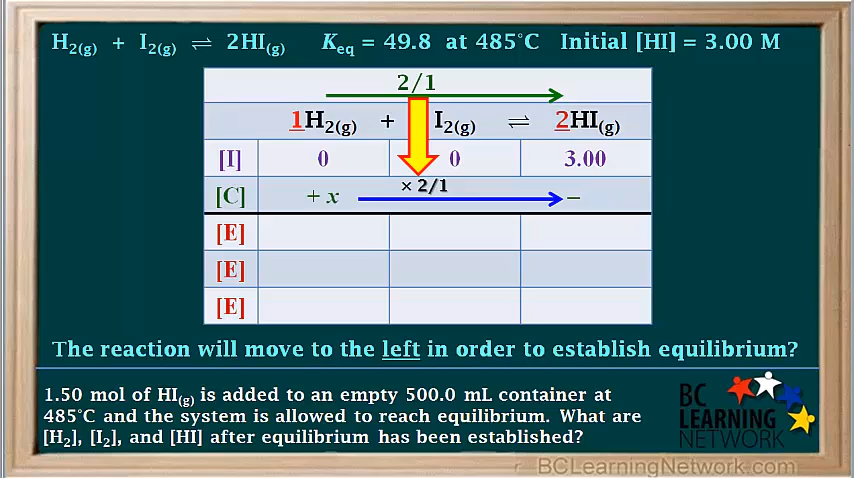 H₂(g) + I₂(g) ⇌ 2HI(g) Keq = 49.8 at 485°C Initial [HI] = 3.00 M
2/1
1H₂(g) + I₂(g) ⇌ 2HI(g)
[I] 0 0 3.00
[C] + x × 2/1 –
[E]
[E]
[E]
The reaction will move to the left in order to establish equilibrium?
1.50 mol of HI(g) is added to an empty 500.0 mL container at
485°C and the system is allowed to reach equilibrium. What are
[H₂], [I₂], and [HI] after equilibrium has been established?
BC
LEARNING
NETWORK
BCLearningNetwork.com